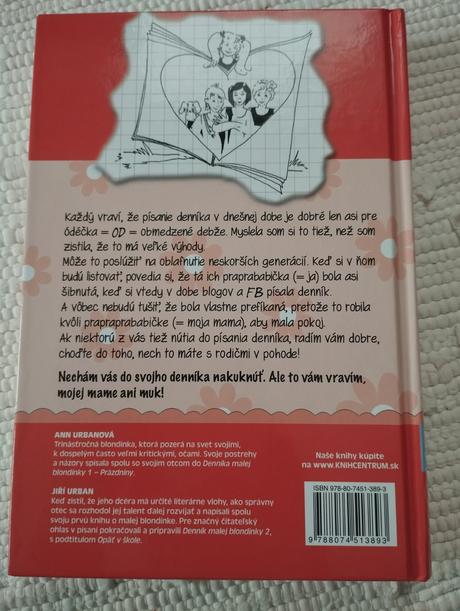 Každý vraví, že písanie denníka v dnešnej dobe je dobré len asi pre
ódéčka = OD = obmedzené debže. Myslela som si to tiež, než som
zistila, že to má veľké výhody.
Môže to poslúžiť na oblafnutie neskorších generácií. Keď si v ňom
budú listovať, povedia si, že tá ich praprababička (= ja) bola asi
šibnutá, keď si vtedy v dobe blogov a FB písala denník.
A vôbec nebudú tušiť, že bola vlastne prefíkaná, pretože to robila
kvôli prapraprababičke (= moja mama), aby mala pokoj.
Ak niektorú z vás tiež nútia do písania denníka, radím vám dobre,
choďte do toho, nech to máte s rodičmi v pohode!
Nechám vás do svojho denníka nakuknúť. Ale to vám vravím,
mojej mame ani muk!
ANN URBANOVÁ
Trinásťročná blondínka, ktorá pozerá na svet svojimi,
k dospelým často veľmi kritickými, očami. Svoje postrehy
a názory spísala spolu so svojím otcom do Denníka malej
blondínky 1 – Prázdniny.
JIŘÍ URBAN
Keď zistil, že jeho dcéra má určité literárne vlohy, ako správny
otec sa rozhodol jej talent ďalej rozvíjať a napísali spolu
svoju prvú knihu o malej blondínke. Pre značný čitateľský
ohlas v písaní pokračovali a pripravili Denník malej blondínky 2,
s podtitulom Opäť v škole.
Naše knihy kúpite
na www.KNIHCENTRUM.sk
ISBN 978-80-7451-389-3
9 788074 513893